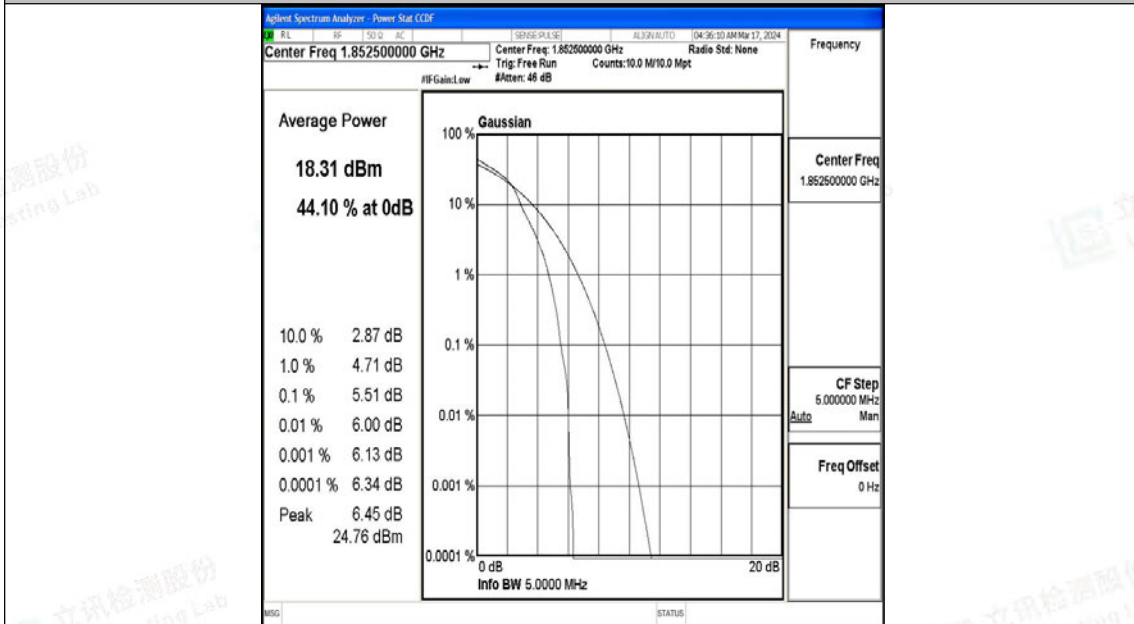 Agilent Spectrum Analyzer - Power Stat CCDF
RL RF 50 Ω AC SENSE:PULSE ALIGN AUTO 04:36:10 AM Mar 17, 2024
Center Freq 1.852500000 GHz
Center Freq: 1.852500000 GHz Radio Std: None
Trig: Free Run Counts:10.0 M/10.0 Mpt
#IFGain:Low #Atten: 46 dB
Frequency
Average Power
18.31 dBm
44.10 % at 0dB
10.0 % 2.87 dB
1.0 % 4.71 dB
0.1 % 5.51 dB
0.01 % 6.00 dB
0.001 % 6.13 dB
0.0001 % 6.34 dB
Peak 6.45 dB
24.76 dBm
Gaussian
100 %
10 %
1 %
0.1 %
0.01 %
0.001 %
0.0001 %
0 dB 20 dB
Info BW 5.0000 MHz
Center Freq
1.852500000 GHz
CF Step
5.000000 MHz
Auto Man
Freq Offset
0 Hz
MSG STATUS
立讯检测股份